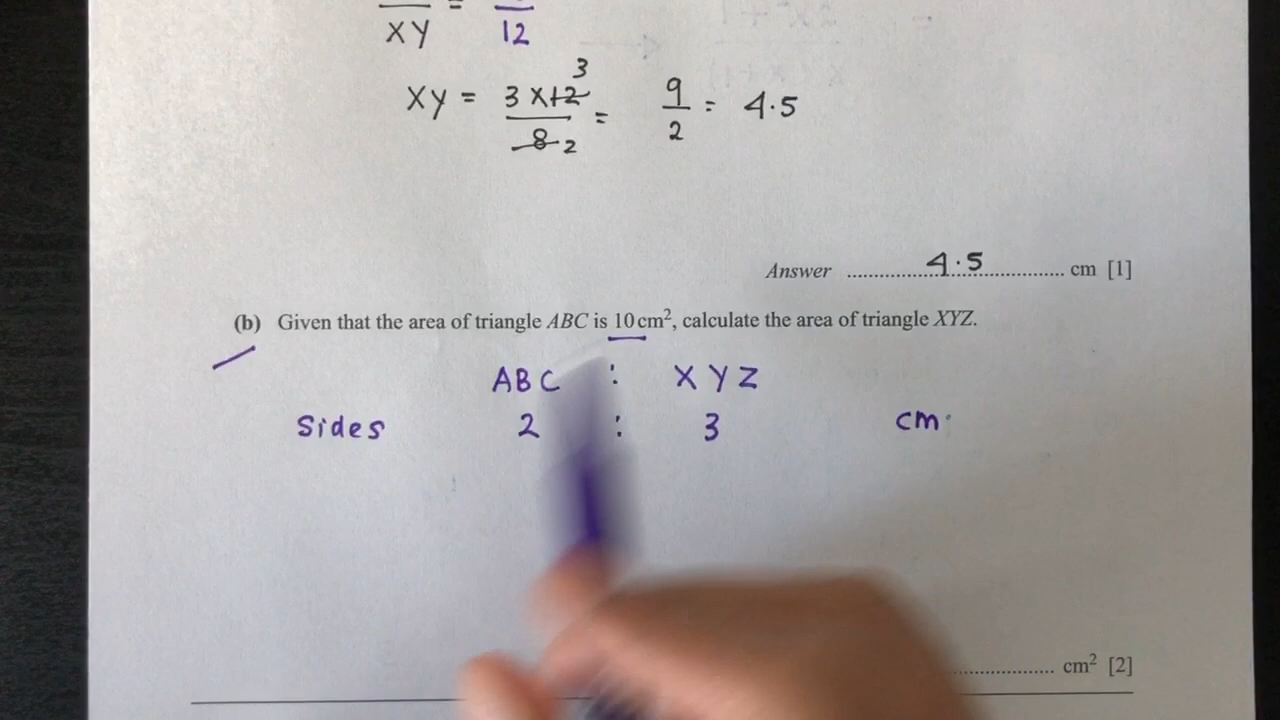 XY = 12
XY = 3 x 12 3 / 8 2 = 9/2 = 4.5
Answer .......... 4.5 .......... cm [1]
(b) Given that the area of triangle ABC is 10 cm², calculate the area of triangle XYZ.
ABC : XYZ
Sides 2 : 3 cm
.......... cm² [2]